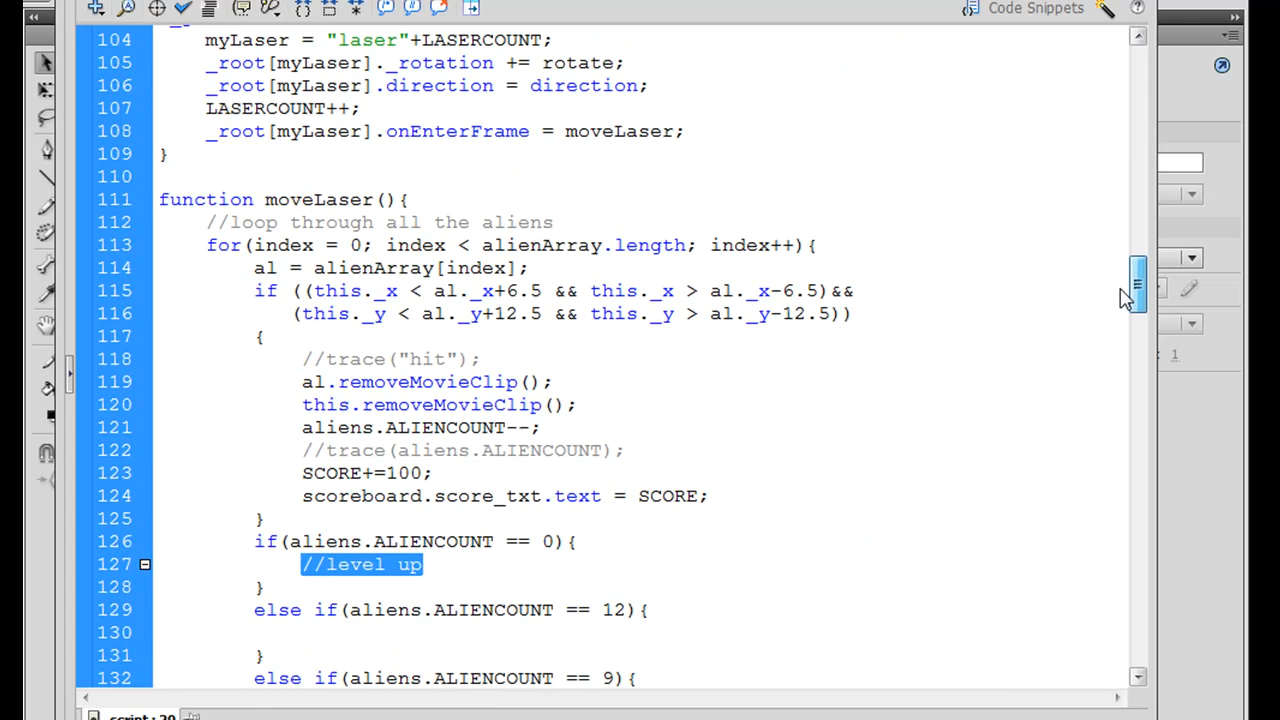 Code Snippets
104 myLaser = "laser"+LASERCOUNT;
105 _root[myLaser]._rotation += rotate;
106 _root[myLaser].direction = direction;
107 LASERCOUNT++;
108 _root[myLaser].onEnterFrame = moveLaser;
109 }
110
111 function moveLaser(){
112 //loop through all the aliens
113 for(index = 0; index < alienArray.length; index++){
114 al = alienArray[index];
115 if ((this._x < al._x+6.5 && this._x > al._x-6.5)&&
116 (this._y < al._y+12.5 && this._y > al._y-12.5))
117 {
118 //trace("hit");
119 al.removeMovieClip();
120 this.removeMovieClip();
121 aliens.ALIENCOUNT--;
122 //trace(aliens.ALIENCOUNT);
123 SCORE+=100;
124 scoreboard.score_txt.text = SCORE;
125 }
126 if(aliens.ALIENCOUNT == 0){
127 //level up
128 }
129 else if(aliens.ALIENCOUNT == 12){
130
131 }
132 else if(aliens.ALIENCOUNT == 9){
script : 20
: 1